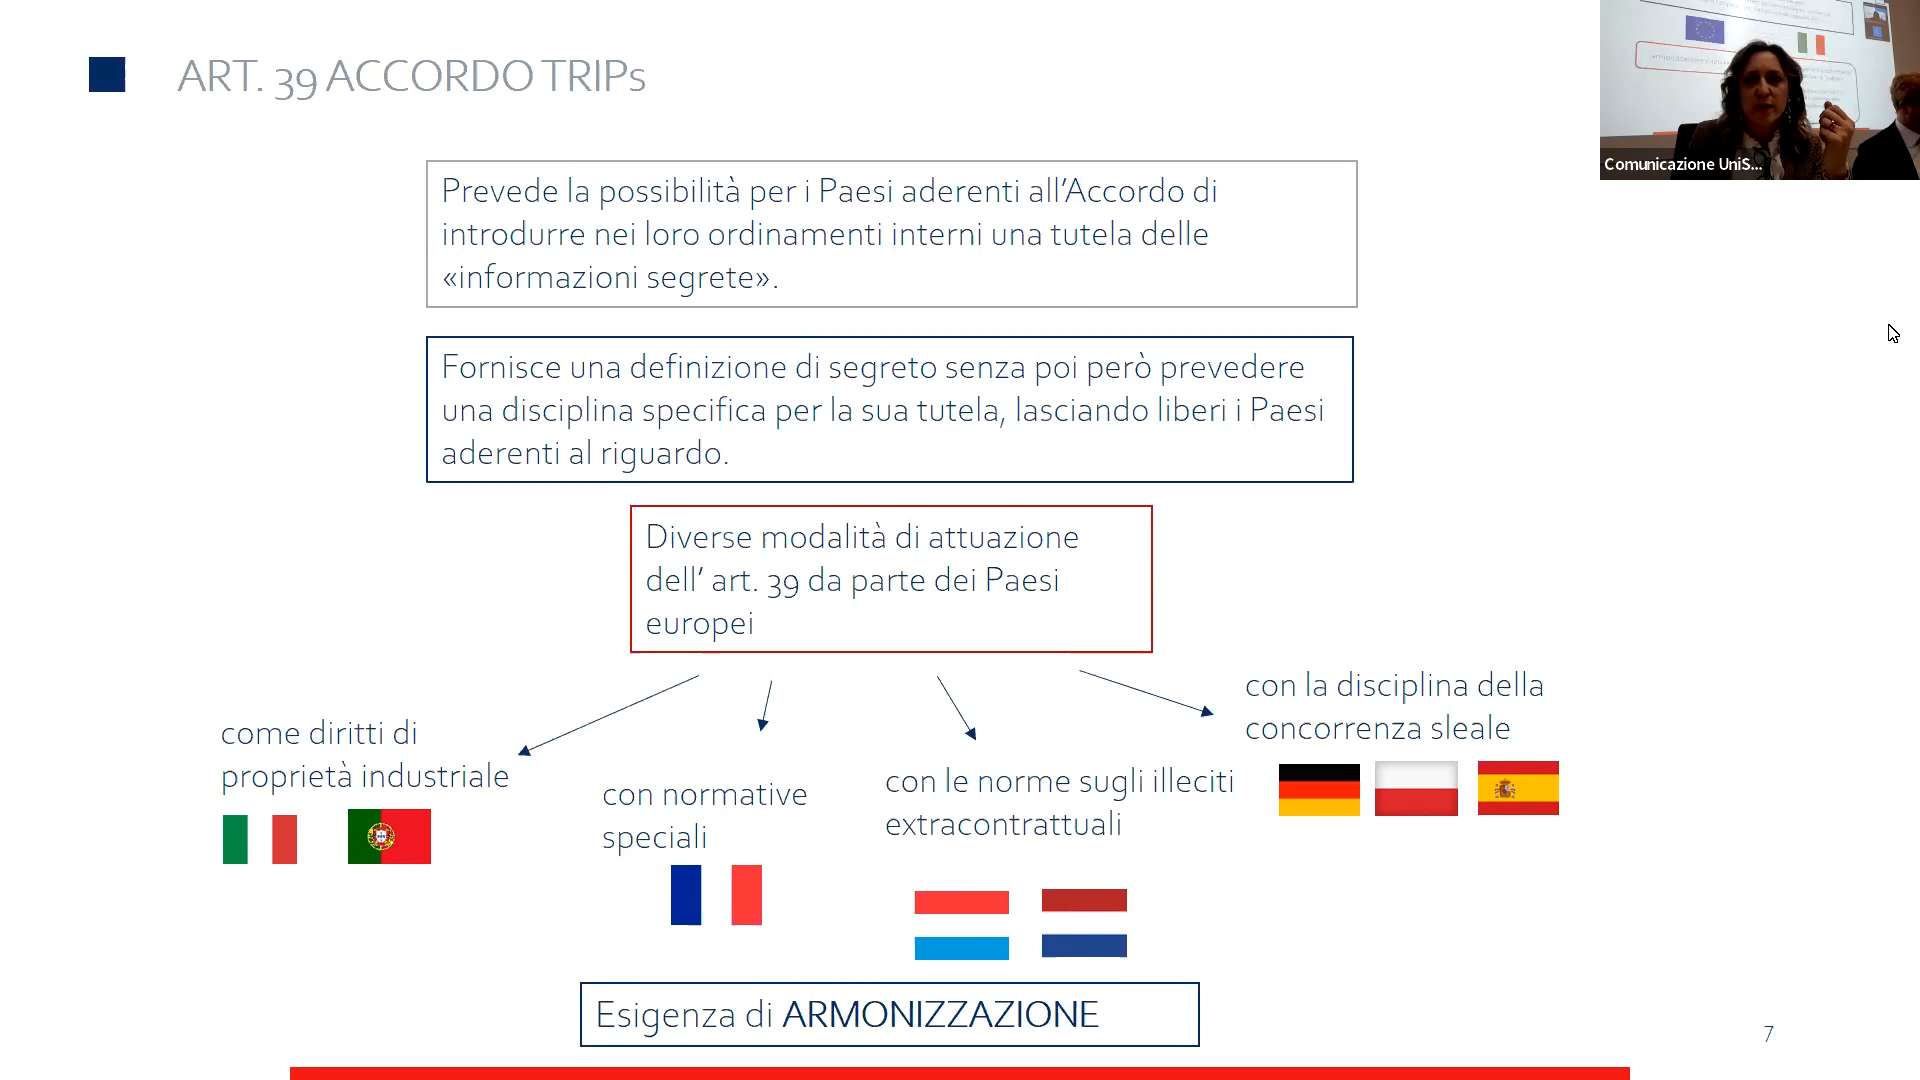 ART. 39 ACCORDO TRIPs
Comunicazione UniS...
Prevede la possibilità per i Paesi aderenti all’Accordo di
introdurre nei loro ordinamenti interni una tutela delle
«informazioni segrete».
Fornisce una definizione di segreto senza poi però prevedere
una disciplina specifica per la sua tutela, lasciando liberi i Paesi
aderenti al riguardo.
Diverse modalità di attuazione
dell’ art. 39 da parte dei Paesi
europei
come diritti di
proprietà industriale
con normative
speciali
con le norme sugli illeciti
extracontrattuali
con la disciplina della
concorrenza sleale
Esigenza di ARMONIZZAZIONE
7